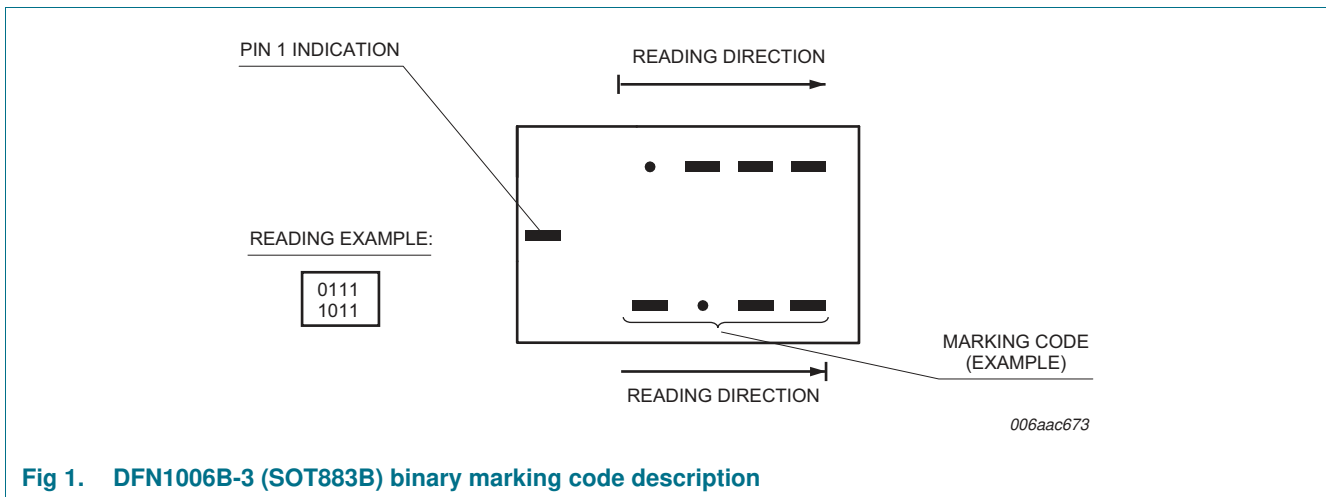 PIN 1 INDICATION
READING DIRECTION
READING EXAMPLE:
0111
1011
MARKING CODE
(EXAMPLE)
READING DIRECTION
006aac673
Fig 1. DFN1006B-3 (SOT883B) binary marking code description